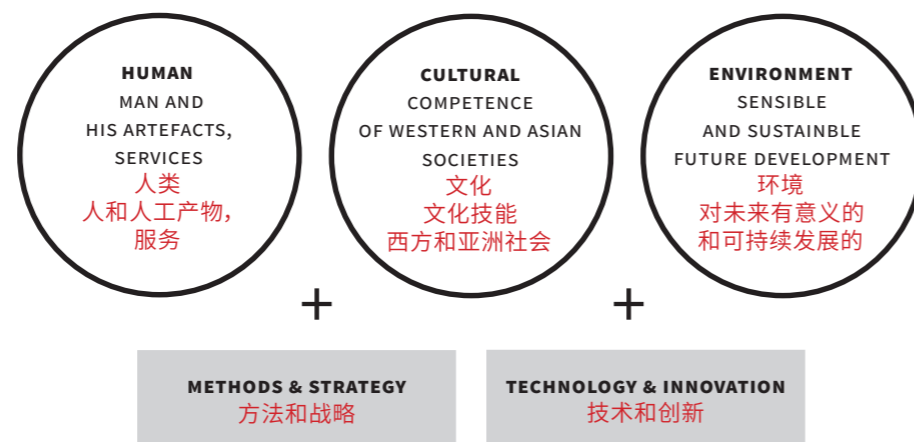 HUMAN
MAN AND
HIS ARTEFACTS,
SERVICES
人类
人和人工产物，
服务
CULTURAL
COMPETENCE
OF WESTERN AND ASIAN
SOCIETIES
文化
文化技能
西方和亚洲社会
ENVIRONMENT
SENSIBLE
AND SUSTAINBLE
FUTURE DEVELOPMENT
环境
对未来有意义的
和可持续发展的
+
+
METHODS & STRATEGY
方法和战略
TECHNOLOGY & INNOVATION
技术和创新